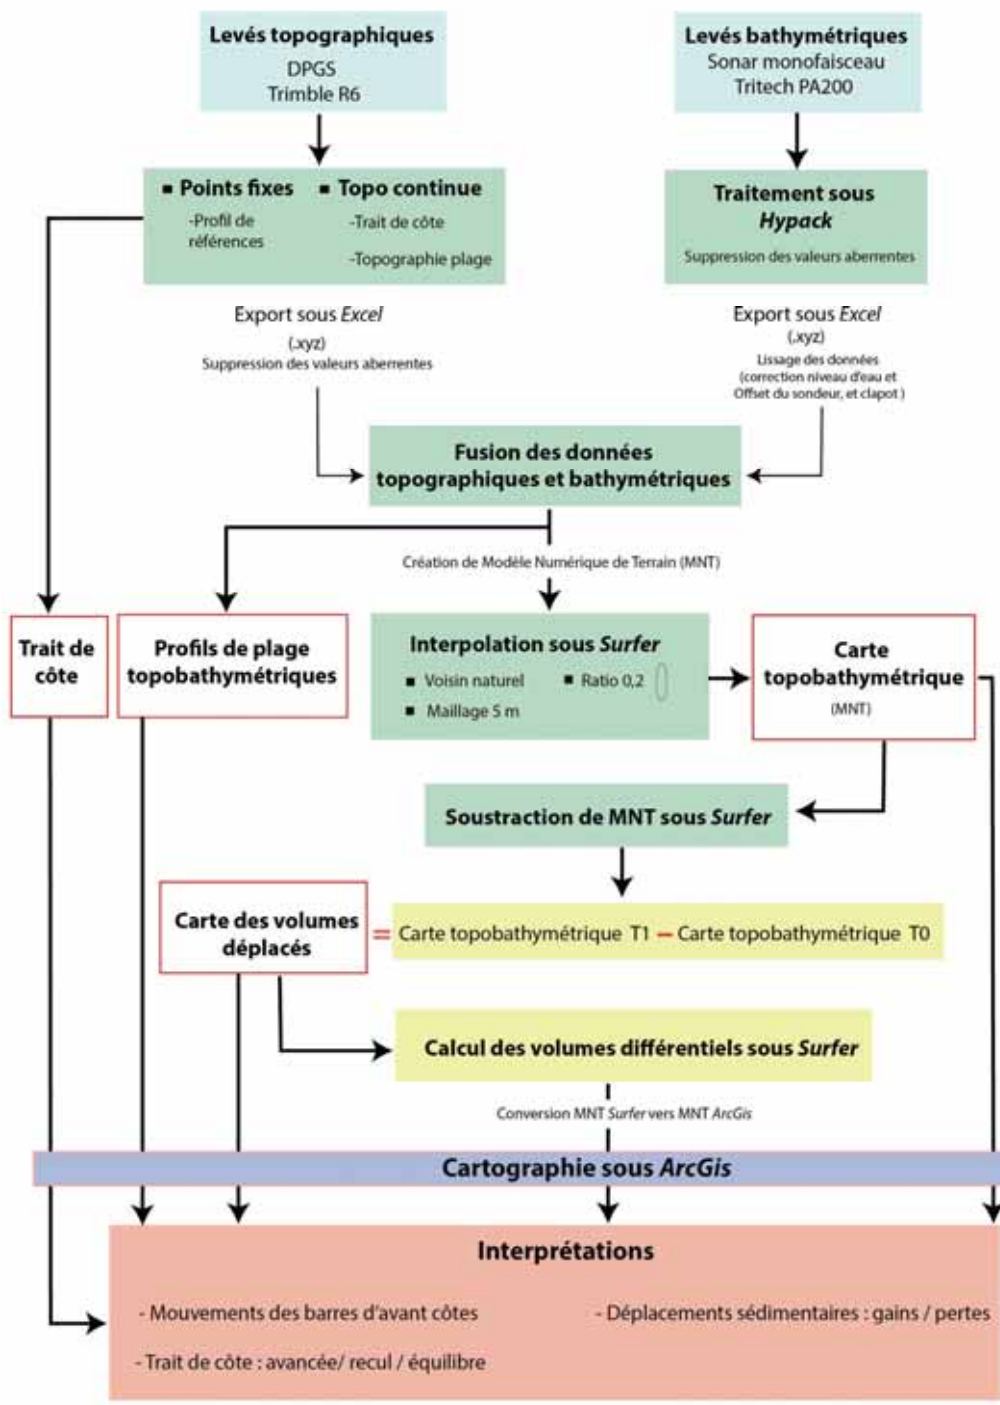 Levés topographiques
DPGS
Trimble R6
Levés bathymétriques
Sonar monofaisceau
Tritech PA200
▪ Points fixes
-Profil de
références
▪ Topo continue
-Trait de côte
-Topographie plage
Traitement sous
Hypack
Suppression des valeurs aberrentes
Export sous Excel
(.xyz)
Suppression des valeurs aberrentes
Export sous Excel
(.xyz)
Lissage des données
(correction niveau d'eau et
Offset du sondeur, et clapot )
Fusion des données
topographiques et bathymétriques
Création de Modèle Numérique de Terrain (MNT)
Trait de
côte
Profils de plage
topobathymétriques
Interpolation sous Surfer
▪ Voisin naturel
▪ Ratio 0,2
▪ Maillage 5 m
Carte
topobathymétrique
(MNT)
Soustraction de MNT sous Surfer
Carte des volumes
déplacés
= Carte topobathymétrique T1 – Carte topobathymétrique T0
Calcul des volumes différentiels sous Surfer
Conversion MNT Surfer vers MNT ArcGis
Cartographie sous ArcGis
Interprétations
- Mouvements des barres d'avant côtes
- Déplacements sédimentaires : gains / pertes
- Trait de côte : avancée/ recul / équilibre